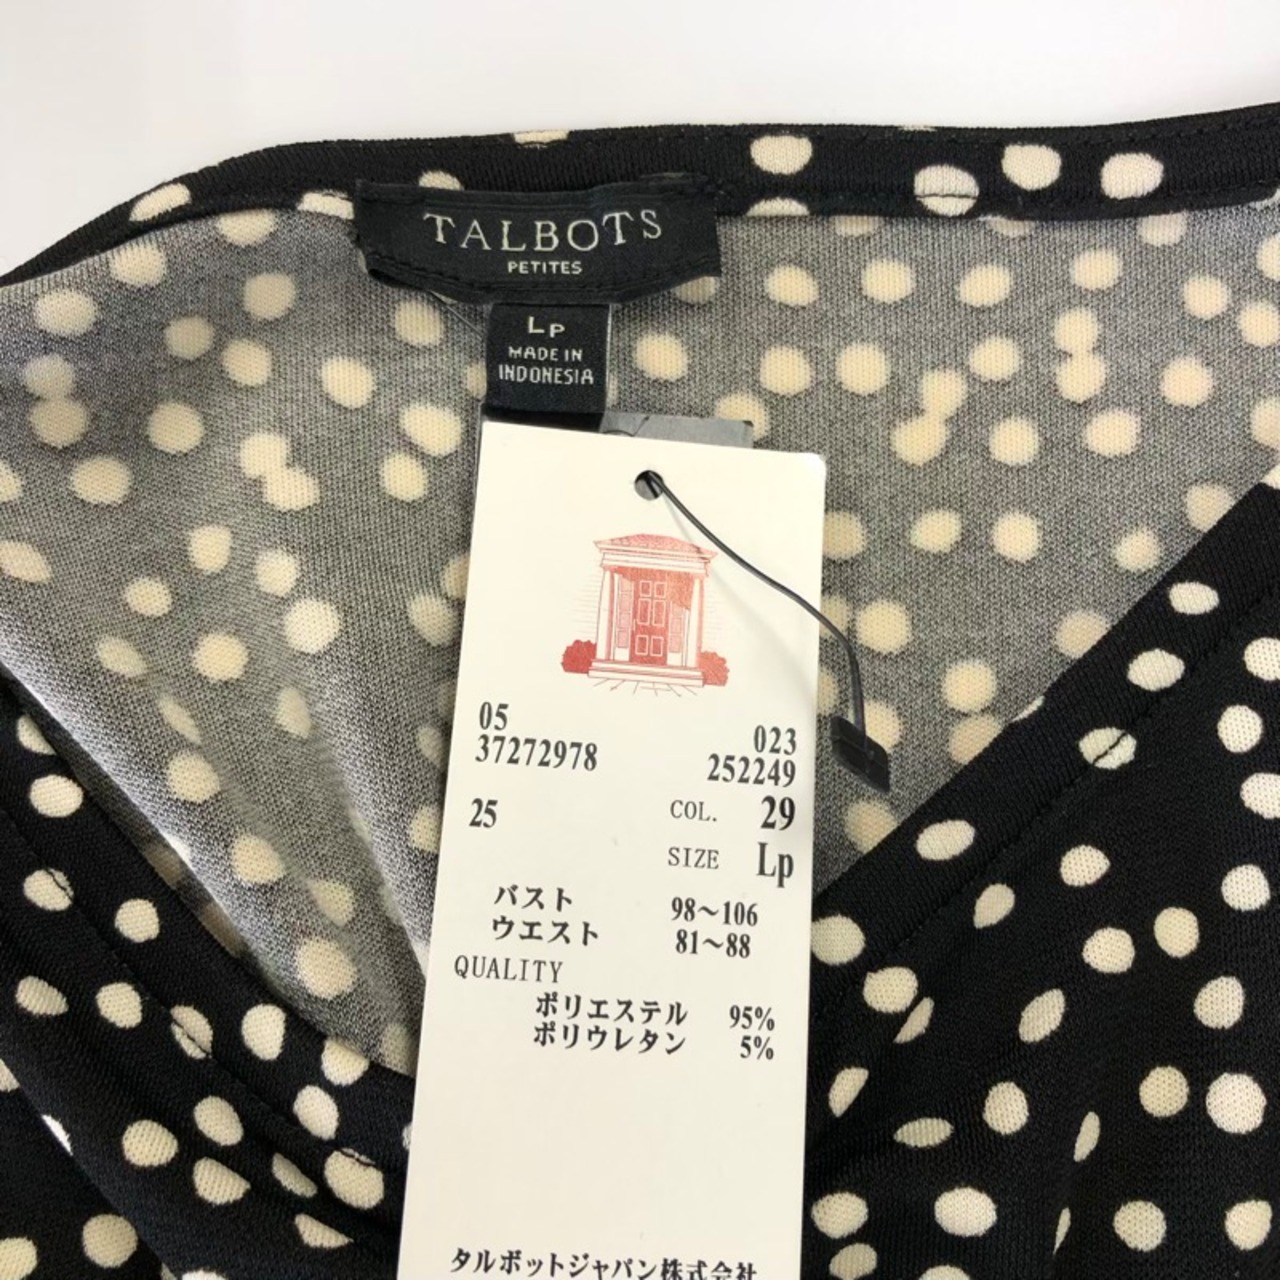 TALBOTS
PETITES
LP
MADE IN
INDONESIA
05 023
37272978 252249
25 COL. 29
SIZE Lp
バスト 98～106
ウエスト 81～88
QUALITY
ポリエステル 95%
ポリウレタン 5%
タルボットジャパン株式会社